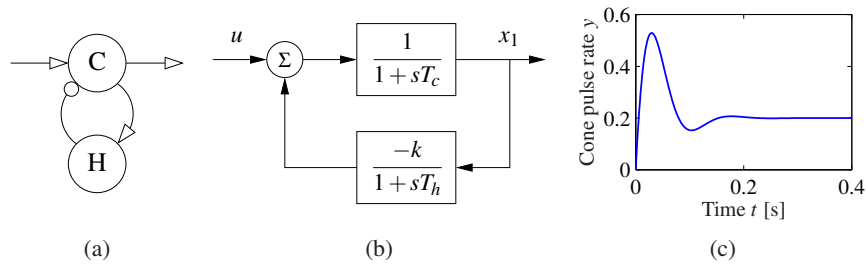 C
H
(a)
u
Σ
1
1 + sT_c
x_1
−k
1 + sT_h
(b)
Cone pulse rate y
0.6
0.4
0.2
0
0 0.2 0.4
Time t [s]
(c)